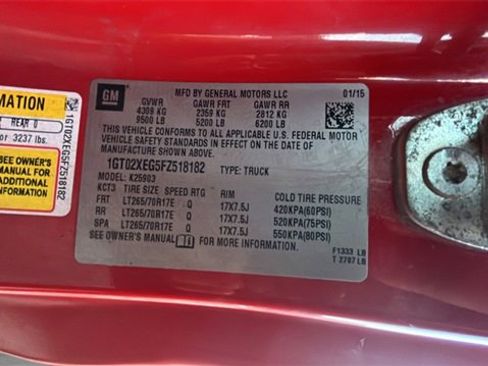 MATION
REAR 0
or 3237 lbs.
SEE OWNER'S
MANUAL FOR
ADDITIONAL
INFORMATION
1GT02XEG5FZ518182
GM
MFD BY GENERAL MOTORS LLC 01/15
GVWR GAWR FRT GAWR RR
4309 KG 2359 KG 2812 KG
9500 LB 5200 LB 6200 LB
THIS VEHICLE CONFORMS TO ALL APPLICABLE U.S. FEDERAL MOTOR
VEHICLE SAFETY STANDARDS IN EFFECT ON THE DATE OF
MANUFACTURE SHOWN ABOVE.
1GT02XEG5FZ518182 TYPE: TRUCK
MODEL: K25903
KCT3 TIRE SIZE SPEED RTG RIM COLD TIRE PRESSURE
FRT LT265/70R17E Q 17X7.5J 420KPA(60PSI)
RR LT265/70R17E Q 17X7.5J 520KPA(75PSI)
SPA LT265/70R17E Q 17X7.5J 550KPA(80PSI)
SEE OWNER'S MANUAL FOR MORE INFORMATION.
F1333 LB
T 2707 LB